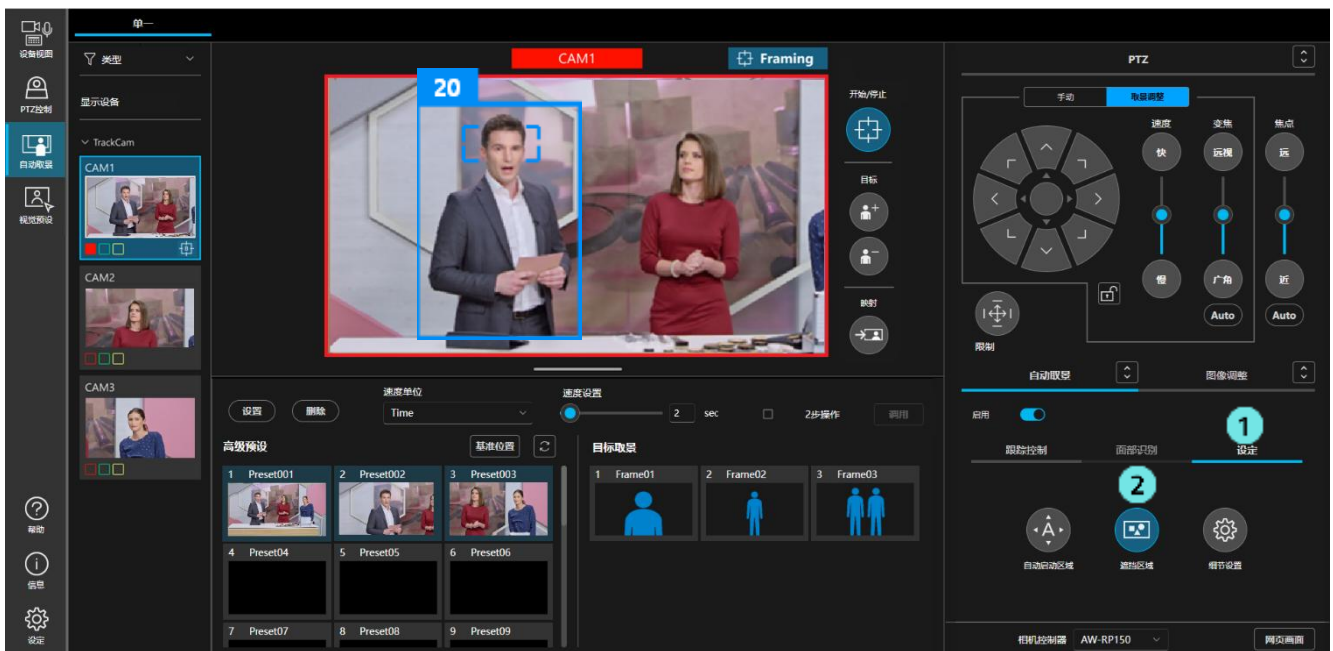 单一
设备视图
PTZ控制
自动取景
视觉预设
帮助
信息
设定
类型
显示设备
TrackCam
CAM1
CAM2
CAM3
CAM1
Framing
20
开始/停止
目标
映射
设置
删除
速度单位
Time
速度设置
2 sec
2步操作
调用
高级预设
基准位置
1 Preset001
2 Preset002
3 Preset003
4 Preset04
5 Preset05
6 Preset06
7 Preset07
8 Preset08
9 Preset09
目标取景
1 Frame01
2 Frame02
3 Frame03
PTZ
手动
取景调整
速度
变焦
焦点
快
远摄
远
慢
广角
近
Auto
Auto
限制
自动取景
图像调整
启用
1
跟踪控制
面部识别
设定
2
A
自动启动区域
遮挡区域
细节设置
相机控制器
AW-RP150
网页画面